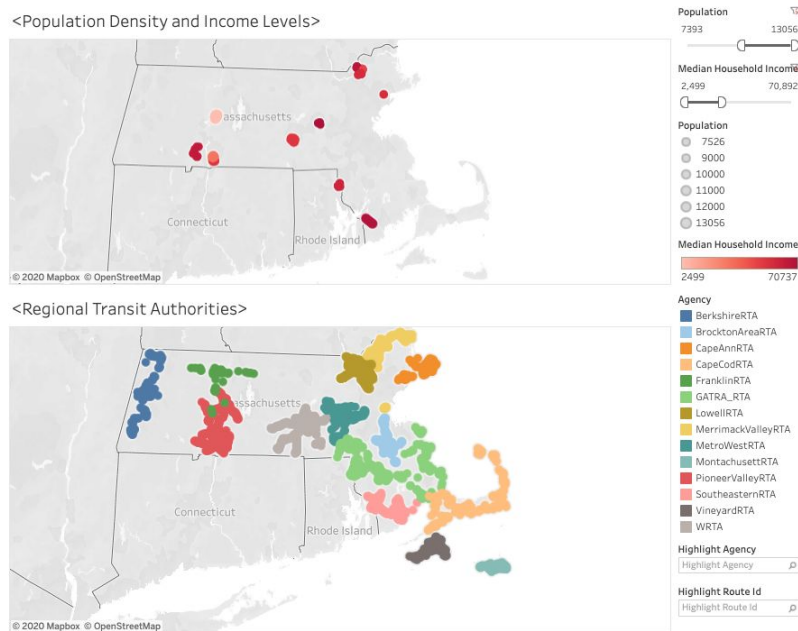 <Population Density and Income Levels>
assachusetts
Connecticut
Rhode Island
© 2020 Mapbox © OpenStreetMap
<Regional Transit Authorities>
assachusetts
Connecticut
Rhode Island
© 2020 Mapbox © OpenStreetMap
Population
7393 13056
Median Household Income
2,499 70,892
Population
7526
9000
10000
11000
12000
13056
Median Household Income
2499 70737
Agency
BerkshireRTA
BrocktonAreaRTA
CapeAnnRTA
CapeCodRTA
FranklinRTA
GATRA_RTA
LowellRTA
MerrimackValleyRTA
MetroWestRTA
MontachusettRTA
PioneerValleyRTA
SoutheasternRTA
VineyardRTA
WRTA
Highlight Agency
Highlight Agency
Highlight Route Id
Highlight Route Id